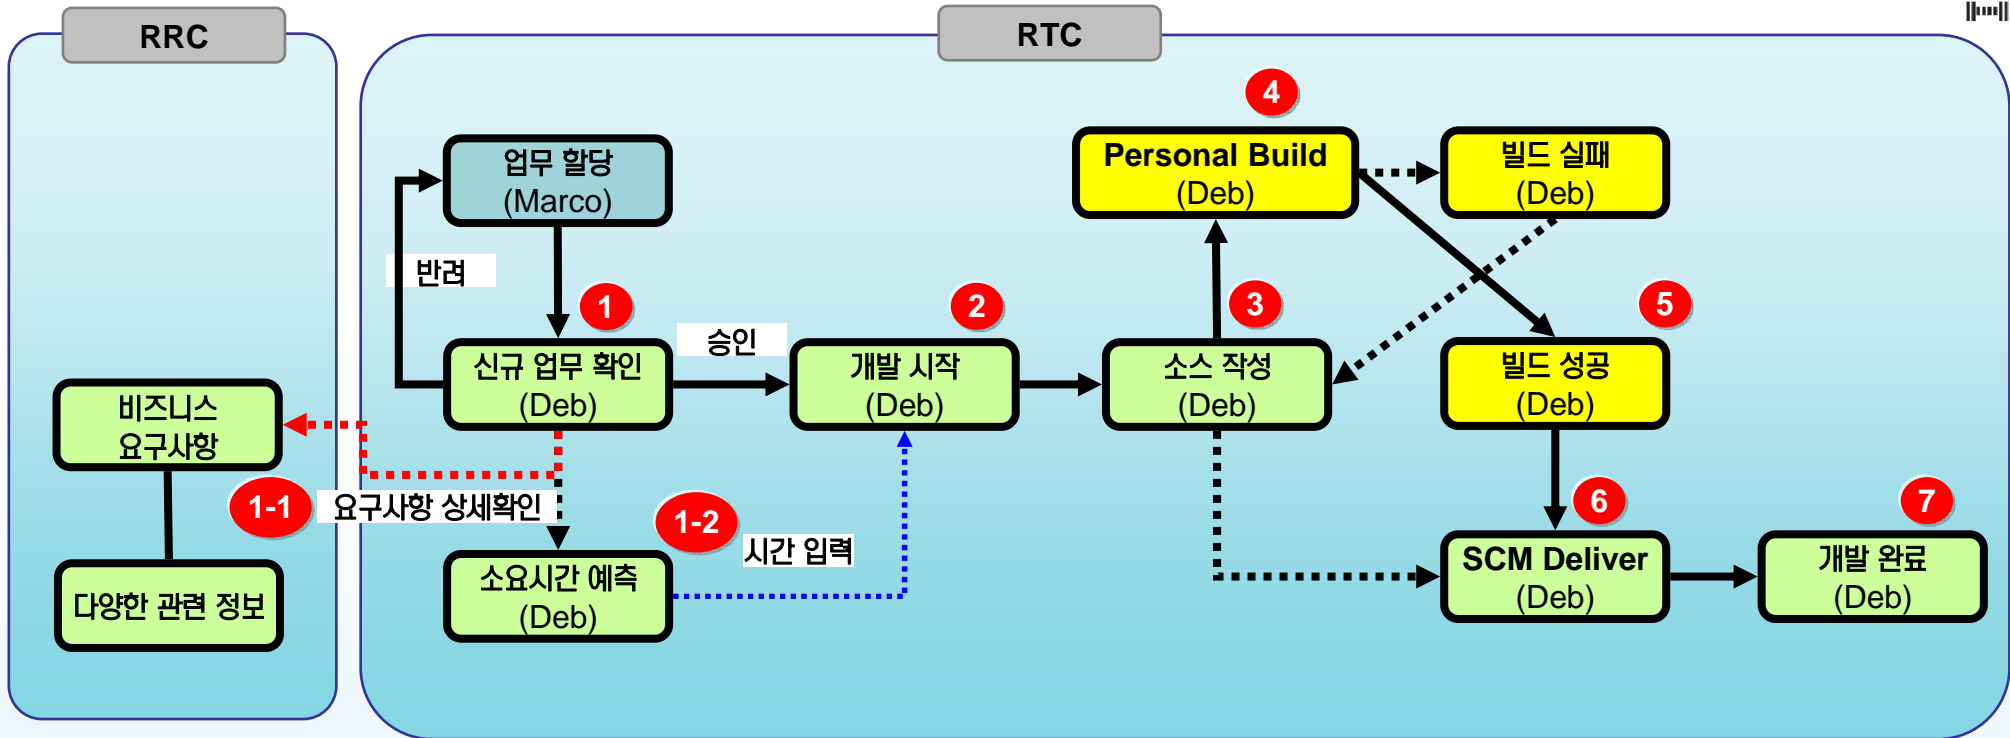 RRC
RTC
4
업무 할당
(Marco)
Personal Build
(Deb)
빌드 실패
(Deb)
반려
1
2
3
5
승인
신규 업무 확인
(Deb)
개발 시작
(Deb)
소스 작성
(Deb)
빌드 성공
(Deb)
비즈니스
요구사항
1-1
요구사항 상세확인
1-2
시간 입력
6
7
다양한 관련 정보
소요시간 예측
(Deb)
SCM Deliver
(Deb)
개발 완료
(Deb)